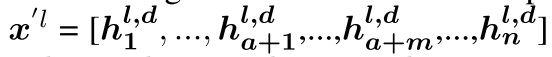 x'^l = [h_1^{l,d}, ..., h_{a+1}^{l,d},...,h_{a+m}^{l,d},...,h_n^{l,d}]